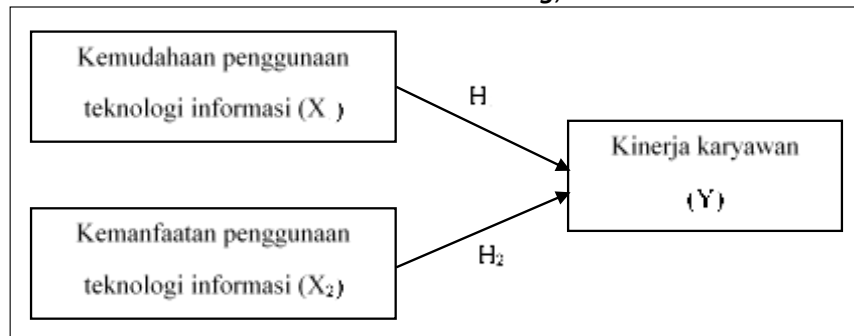 Kemudahaan penggunaan
teknologi informasi (X )
H
Kinerja karyawan
(Y)
Kemanfaatan penggunaan
teknologi informasi (X₂)
H₂